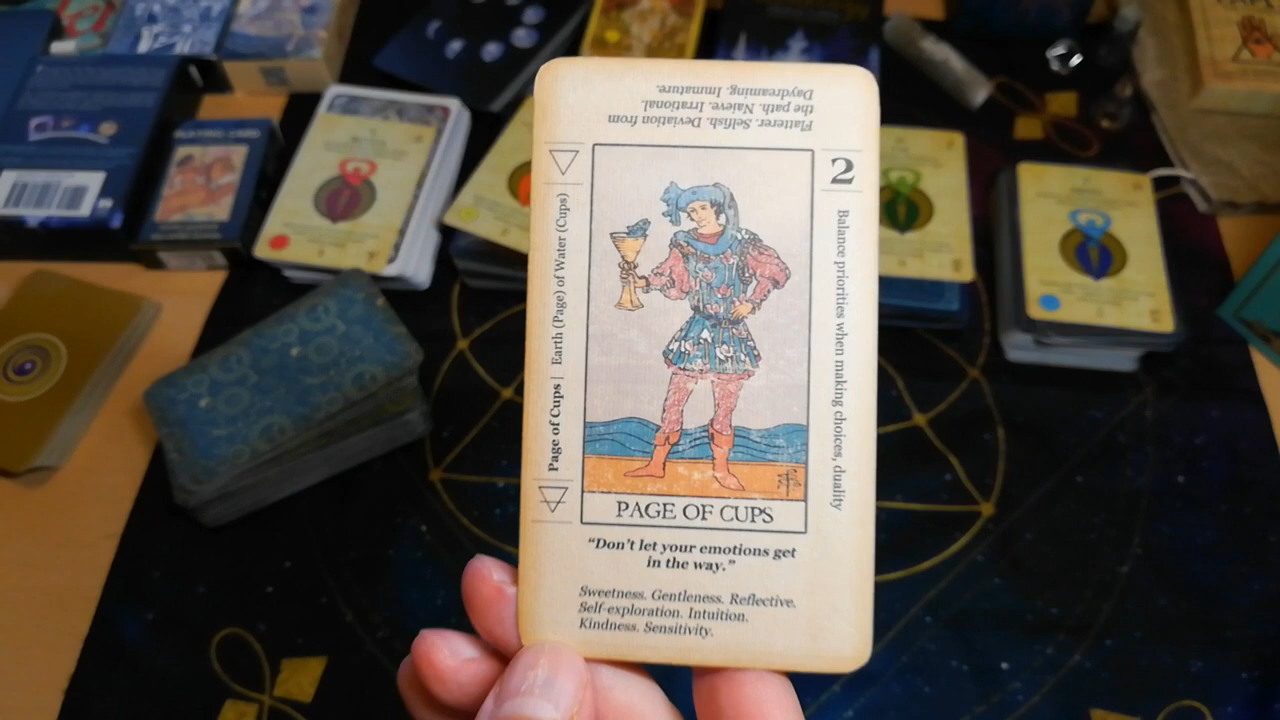 Flatterer. Selfish. Deviation from
the path. Naieve. Irrational.
Daydreaming. Immature.
2
Balance priorities when making choices, duality
Page of Cups | Earth (Page) of Water (Cups)
PAGE OF CUPS
“Don't let your emotions get
in the way.”
Sweetness. Gentleness. Reflective.
Self-exploration. Intuition.
Kindness. Sensitivity.